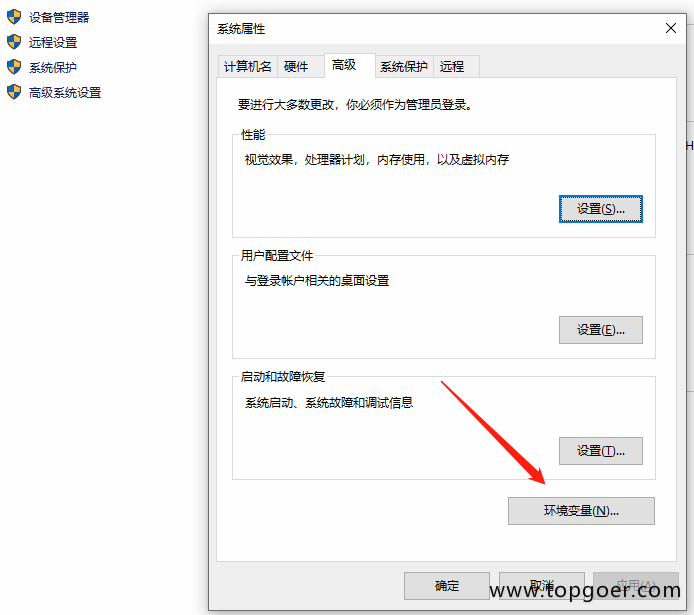 设备管理器
远程设置
系统保护
高级系统设置
系统属性
计算机名 硬件 高级 系统保护 远程
要进行大多数更改，你必须作为管理员登录。
性能
视觉效果，处理器计划，内存使用，以及虚拟内存
设置(S)...
用户配置文件
与登录帐户相关的桌面设置
设置(E)...
启动和故障恢复
系统启动、系统故障和调试信息
设置(T)...
环境变量(N)...
确定 取消 应用(A)
www.topgoer.com
H